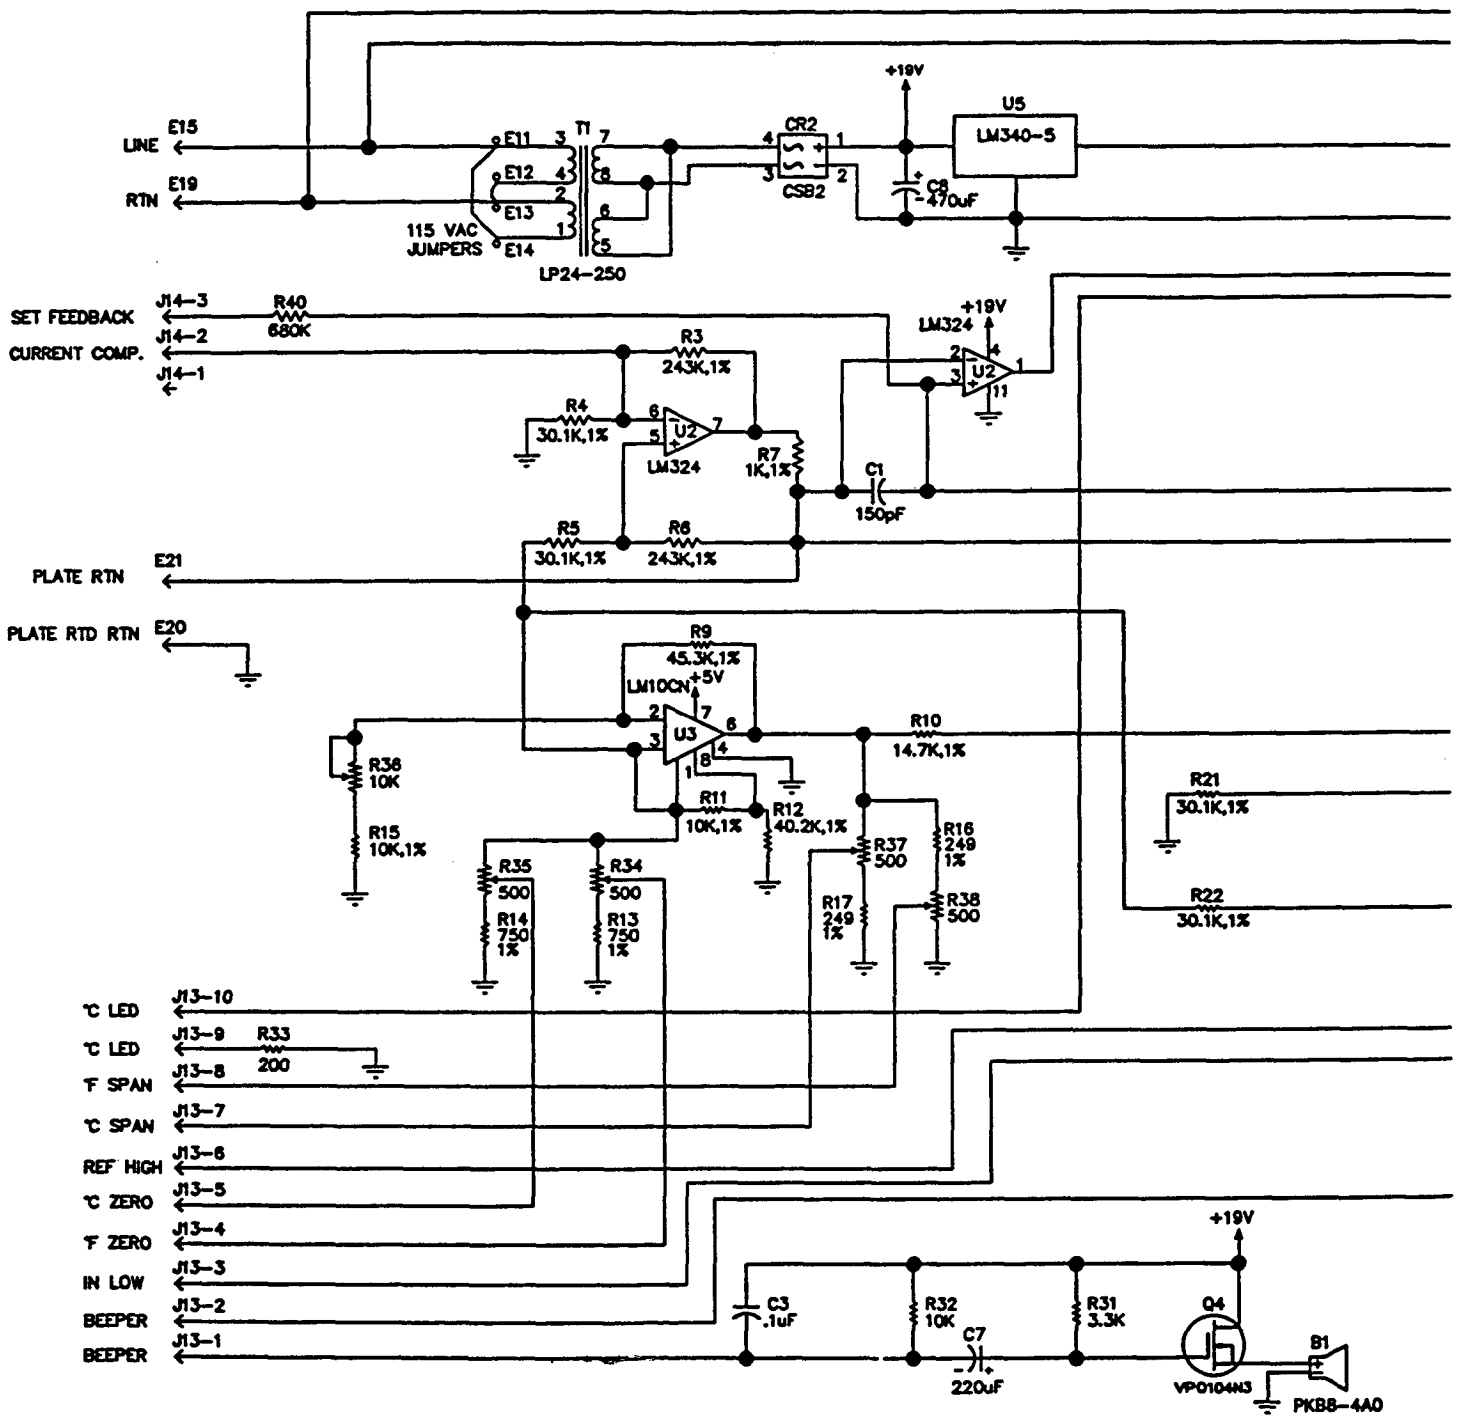 +19V
U5
LM340-5
E15
LINE
E11
3
T1
7
CR2
4
1
E12
4
8
3
2
CSB2
+
C8
-470uF
E19
RTN
E13
2
6
115 VAC
JUMPERS
E14
1
5
LP24-250
J14-3
SET FEEDBACK
R40
680K
+19V
LM324
J14-2
CURRENT COMP.
R3
243K,1%
2
4
U2
1
3
11
J14-1
R4
30.1K,1%
6
U2
7
5
LM324
R7
1K,1%
C1
150pF
R5
30.1K,1%
R6
243K,1%
E21
PLATE RTN
E20
PLATE RTD RTN
R9
45.3K,1%
LM10CN
+5V
2
7
U3
6
3
4
1
8
R10
14.7K,1%
R36
10K
R11
10K,1%
R12
40.2K,1%
R21
30.1K,1%
R15
10K,1%
R35
500
R34
500
R37
500
R16
249
1%
R14
750
1%
R13
750
1%
R17
249
1%
R38
500
R22
30.1K,1%
J13-10
°C LED
J13-9
°C LED
R33
200
J13-8
°F SPAN
J13-7
°C SPAN
J13-6
REF HIGH
J13-5
°C ZERO
J13-4
°F ZERO
J13-3
IN LOW
J13-2
BEEPER
J13-1
BEEPER
+19V
C3
.1uF
R32
10K
R31
3.3K
Q4
C7
- +
220uF
VP0104N3
B1
PKB8-4A0